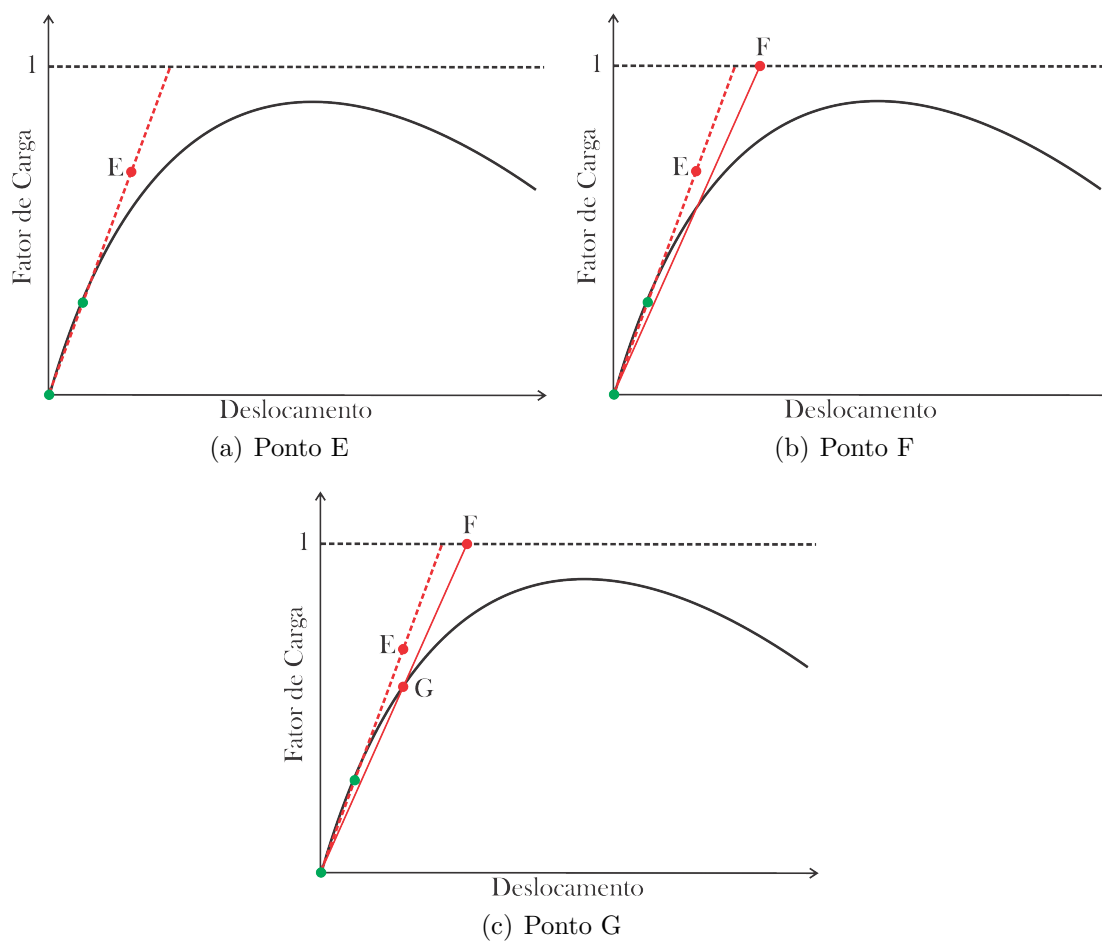 1
E
Fator de Carga
Deslocamento
(a) Ponto E
F
1
E
Fator de Carga
Deslocamento
(b) Ponto F
F
1
E
G
Fator de Carga
Deslocamento
(c) Ponto G